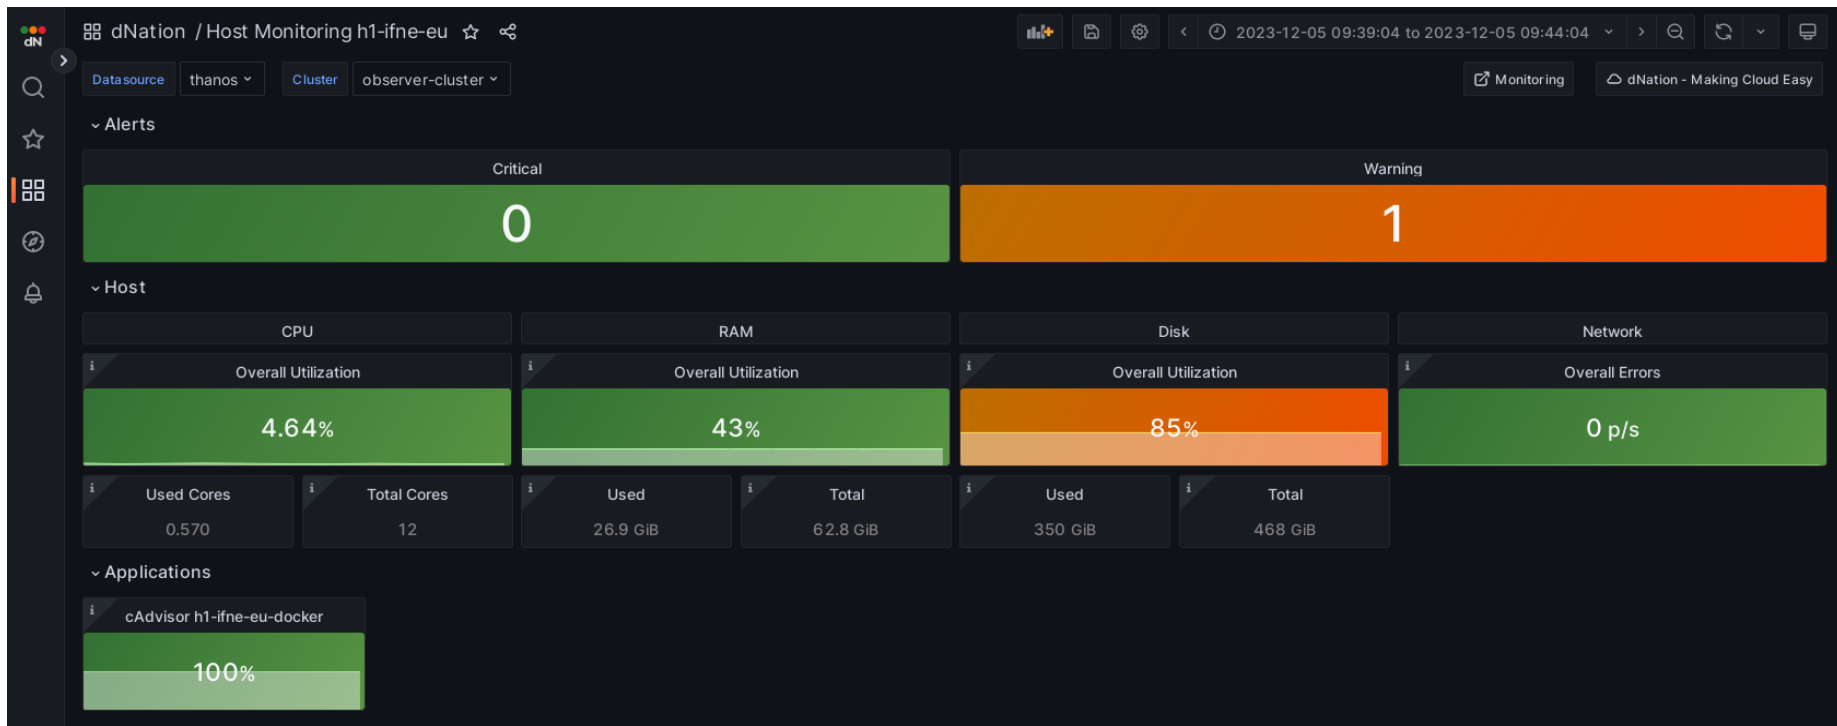 dN
dNation / Host Monitoring h1-ifne-eu
2023-12-05 09:39:04 to 2023-12-05 09:44:04
Datasource thanos Cluster observer-cluster Monitoring dNation - Making Cloud Easy
Alerts
Critical Warning
0 1
Host
CPU RAM Disk Network
Overall Utilization Overall Utilization Overall Utilization Overall Errors
4.64% 43% 85% 0 p/s
Used Cores Total Cores Used Total Used Total
0.570 12 26.9 GiB 62.8 GiB 350 GiB 468 GiB
Applications
cAdvisor h1-ifne-eu-docker
100%